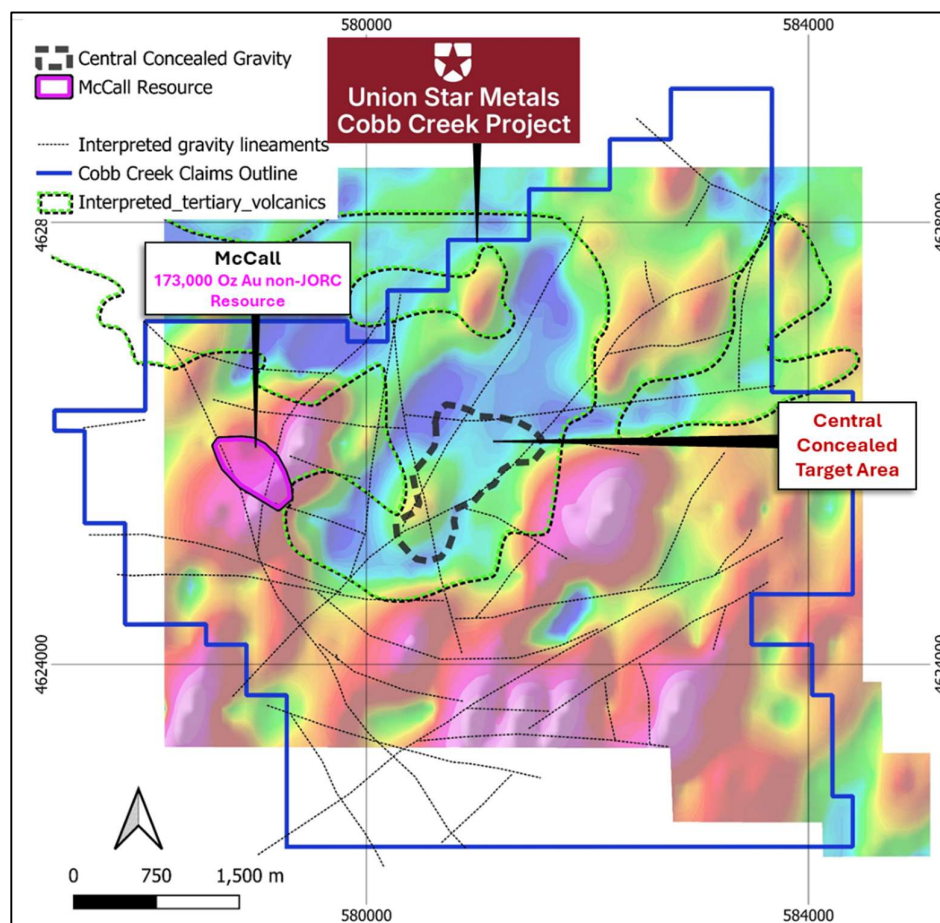 580000
584000
Central Concealed Gravity
McCall Resource
Interpreted gravity lineaments
Cobb Creek Claims Outline
Interpreted_tertiary_volcanics
Union Star Metals
Cobb Creek Project
4628
4628000
McCall
173,000 Oz Au non-JORC
Resource
Central
Concealed
Target Area
4624000
4624000
0 750 1,500 m
580000
584000